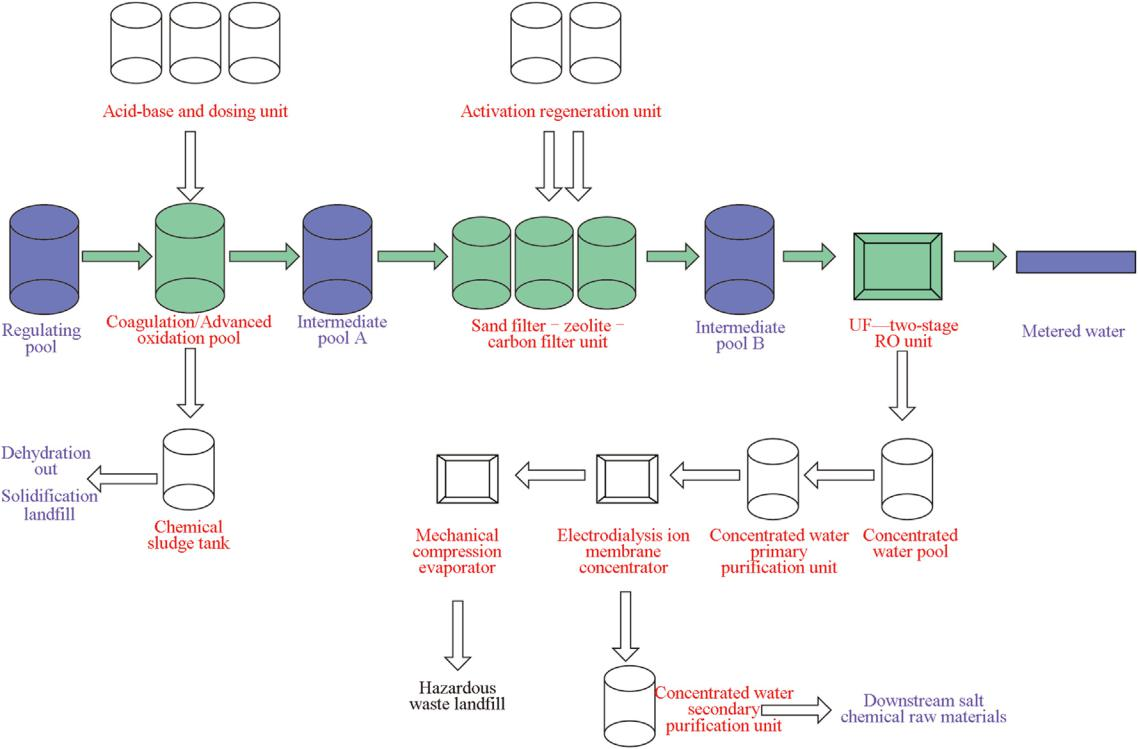 Acid-base and dosing unit
Activation regeneration unit
Regulating
pool
Coagulation/Advanced
oxidation pool
Intermediate
pool A
Sand filter − zeolite −
carbon filter unit
Intermediate
pool B
UF—two-stage
RO unit
Metered water
Dehydration
out
Solidification
landfill
Chemical
sludge tank
Mechanical
compression
evaporator
Electrodialysis ion
membrane
concentrator
Concentrated water
primary
purification unit
Concentrated
water pool
Hazardous
waste landfill
Concentrated water
secondary
purification unit
Downstream salt
chemical raw materials